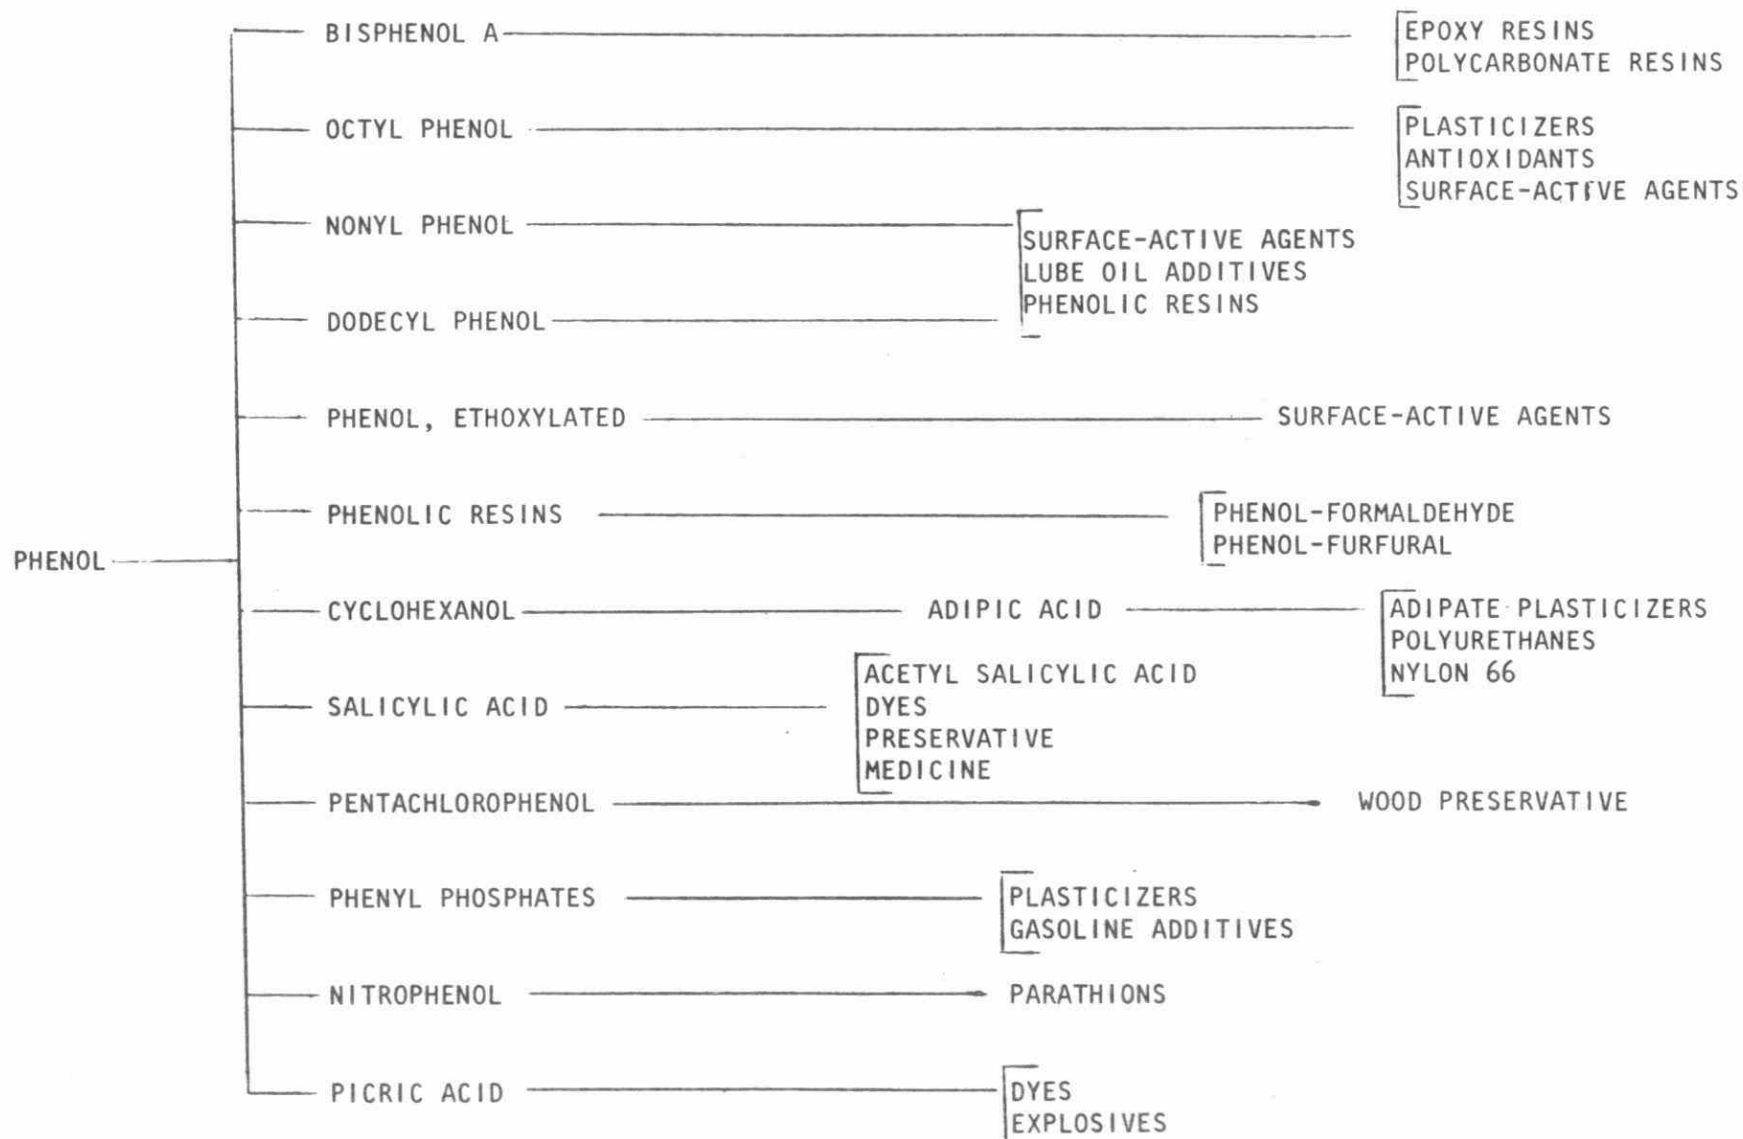 BISPHENOL A
EPOXY RESINS
POLYCARBONATE RESINS
OCTYL PHENOL
PLASTICIZERS
ANTIOXIDANTS
SURFACE-ACTIVE AGENTS
NONYL PHENOL
SURFACE-ACTIVE AGENTS
LUBE OIL ADDITIVES
PHENOLIC RESINS
DODECYL PHENOL
PHENOL, ETHOXYLATED
SURFACE-ACTIVE AGENTS
PHENOLIC RESINS
PHENOL-FORMALDEHYDE
PHENOL-FURFURAL
PHENOL
CYCLOHEXANOL
ADIPIC ACID
ADIPATE PLASTICIZERS
POLYURETHANES
NYLON 66
SALICYLIC ACID
ACETYL SALICYLIC ACID
DYES
PRESERVATIVE
MEDICINE
PENTACHLOROPHENOL
WOOD PRESERVATIVE
PHENYL PHOSPHATES
PLASTICIZERS
GASOLINE ADDITIVES
NITROPHENOL
PARATHIONS
PICRIC ACID
DYES
EXPLOSIVES